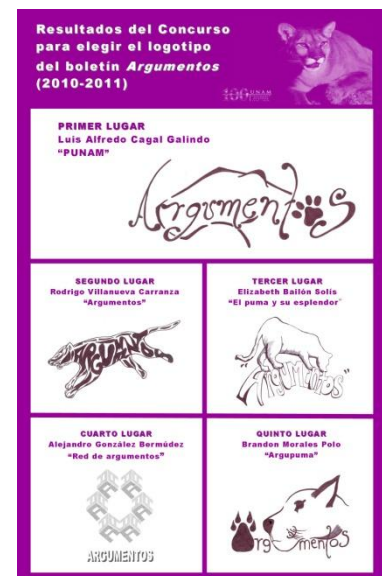 Resultados del Concurso
para elegir el logotipo
del boletín Argumentos
(2010-2011)
100 UNAM
PRIMER LUGAR
Luis Alfredo Cagal Galindo
“PUNAM”
Argumentos
SEGUNDO LUGAR
Rodrigo Villanueva Carranza
“Argumentos”
ARGUMENTOS
TERCER LUGAR
Elizabeth Bailón Solís
“El puma y su esplendor´
"Argumentos"
CUARTO LUGAR
Alejandro González Bermúdez
“Red de argumentos”
ARGUMENTOS
QUINTO LUGAR
Brandon Morales Polo
“Argupuma”
Argumentos